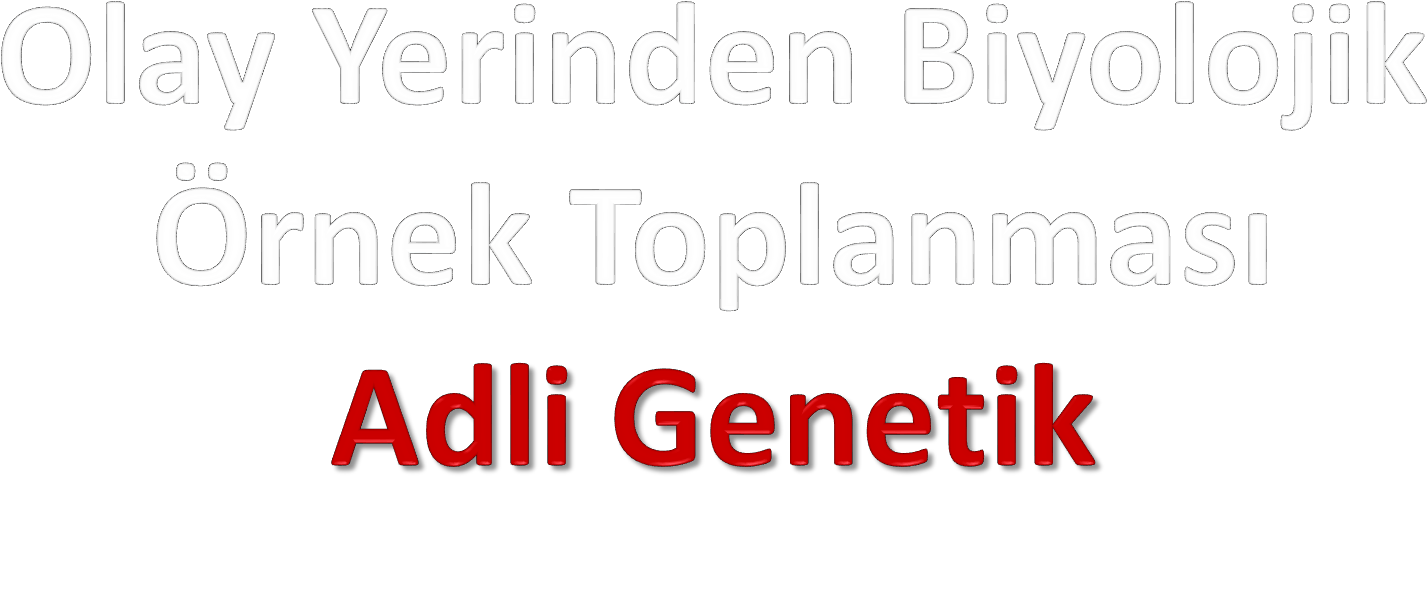 Olay Yerinden Biyolojik
Örnek Toplanması
Adli Genetik